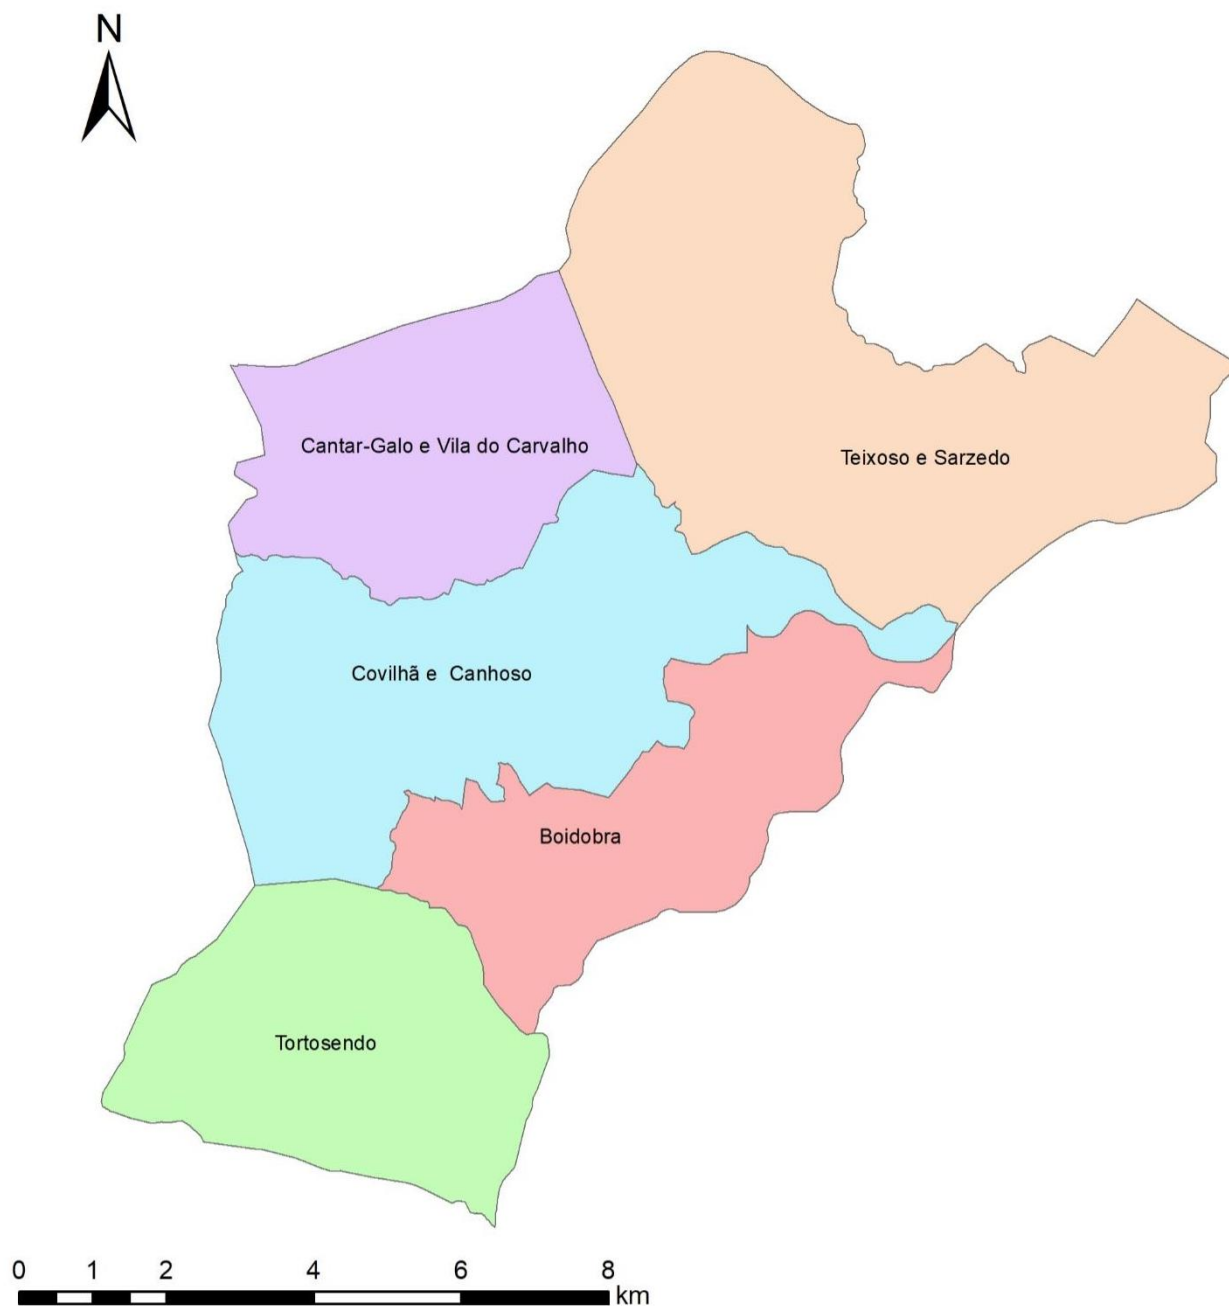 N
Cantar-Galo e Vila do Carvalho
Teixoso e Sarzedo
Covilhã e  Canhoso
Boidobra
Tortosendo
0 1 2 4 6 8
km